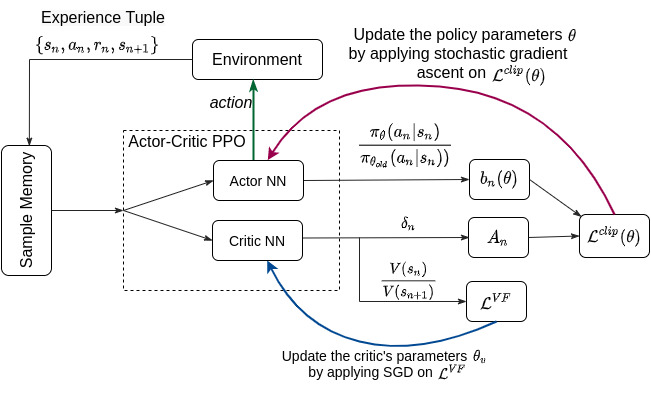 Experience Tuple
{s_n, a_n, r_n, s_{n+1}}
Environment
Update the policy parameters θ
by applying stochastic gradient
ascent on 𝓛^{clip}(θ)
action
Actor-Critic PPO
Sample Memory
Actor NN
π_θ(a_n|s_n)
π_{θ_{old}}(a_n|s_n))
b_n(θ)
Critic NN
δ_n
A_n
𝓛^{clip}(θ)
V(s_n)
V(s_{n+1})
𝓛^{VF}
Update the critic's parameters θ_v
by applying SGD on 𝓛^{VF}